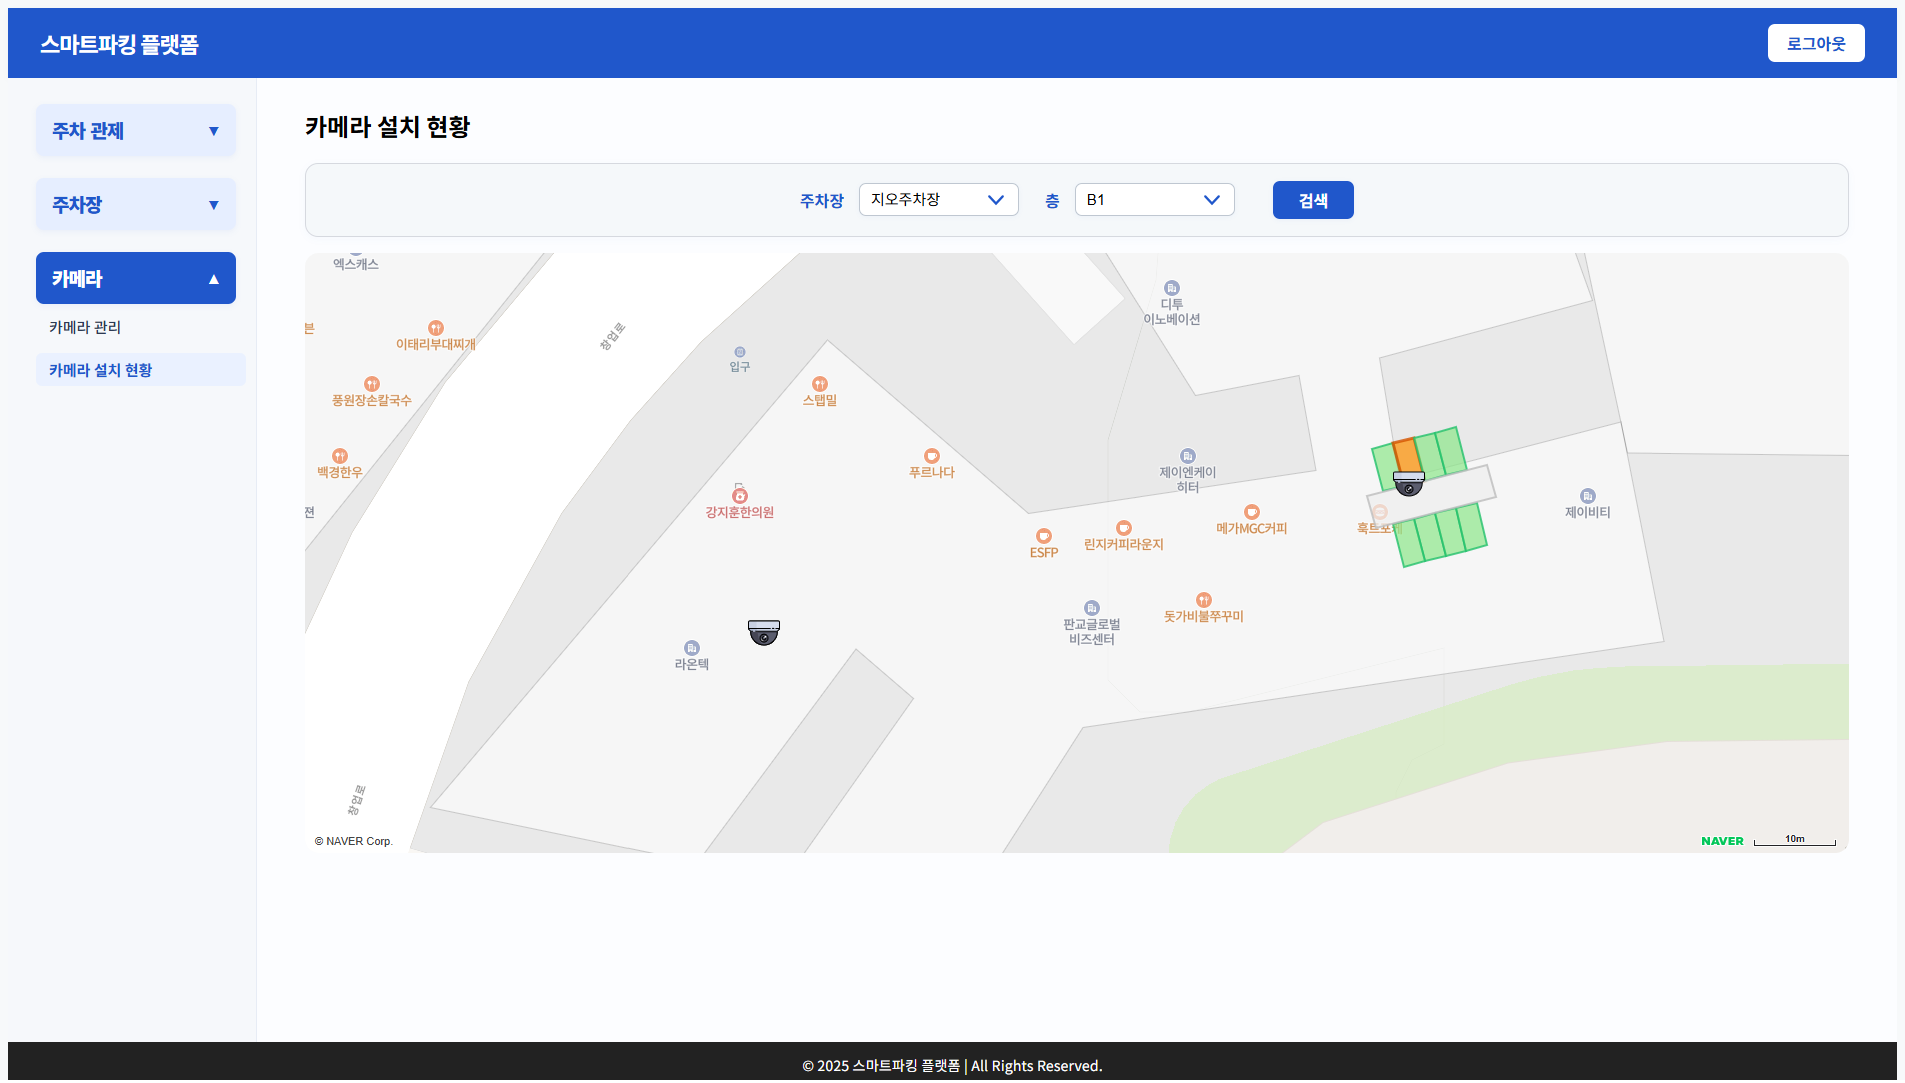 스마트파킹 플랫폼
로그아웃
주차 관제
주차장
카메라
카메라 관리
카메라 설치 현황
카메라 설치 현황
주차장
지오주차장
층
B1
검색
엑스캐스
디투
이노베이션
본
이태리부대찌개
창업로
입구
풍원장손칼국수
스탭밀
백경한우
푸르나다
제이엔케이
히터
강지훈한의원
젼
메가MGC커피
제이비티
ESFP
린지커피라운지
돗가비불쭈꾸미
판교글로벌
비즈센터
라온텍
창업로
© NAVER Corp.
NAVER
10m
© 2025 스마트파킹 플랫폼 | All Rights Reserved.